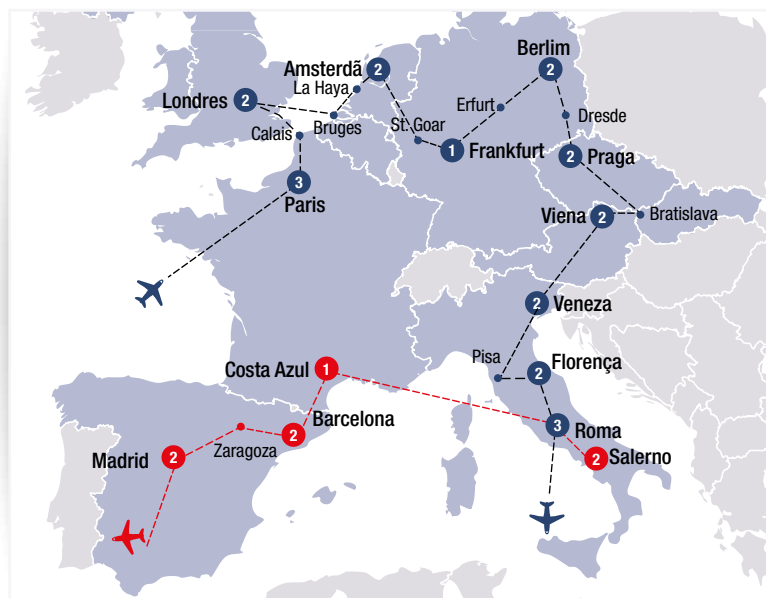 Berlim
2
Amsterdã
2
La Haya
Londres
2
Erfurt
Dresde
Bruges
St. Goar
Calais
1
Frankfurt
2
Praga
3
Paris
Viena
2
Bratislava
2
Veneza
Pisa
Florença
2
Costa Azul
1
Barcelona
2
3
Roma
Zaragoza
Madrid
2
2
Salerno